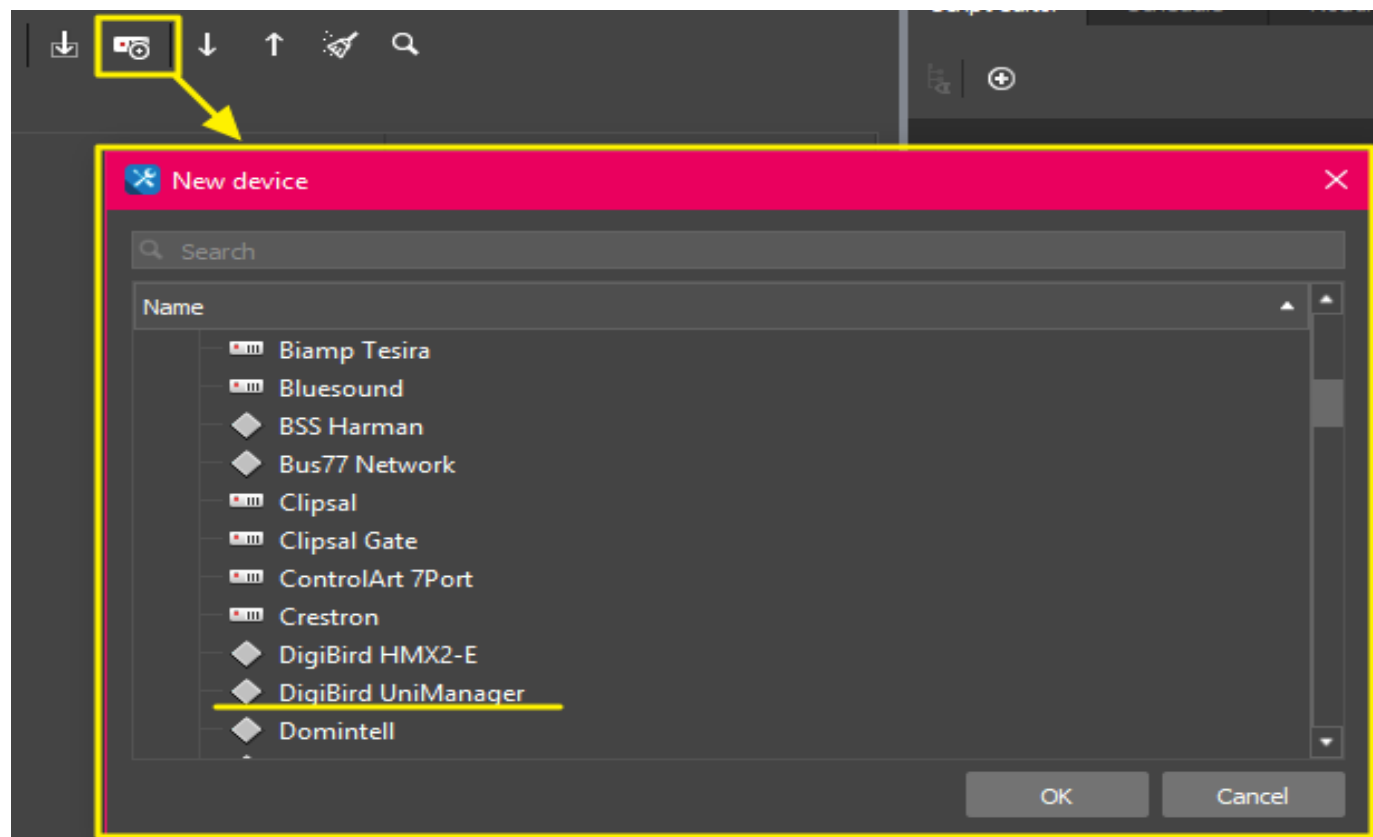 New device
Search
Name
Biamp Tesira
Bluesound
BSS Harman
Bus77 Network
Clipsal
Clipsal Gate
ControlArt 7Port
Crestron
DigiBird HMX2-E
DigiBird UniManager
Domintell
OK Cancel